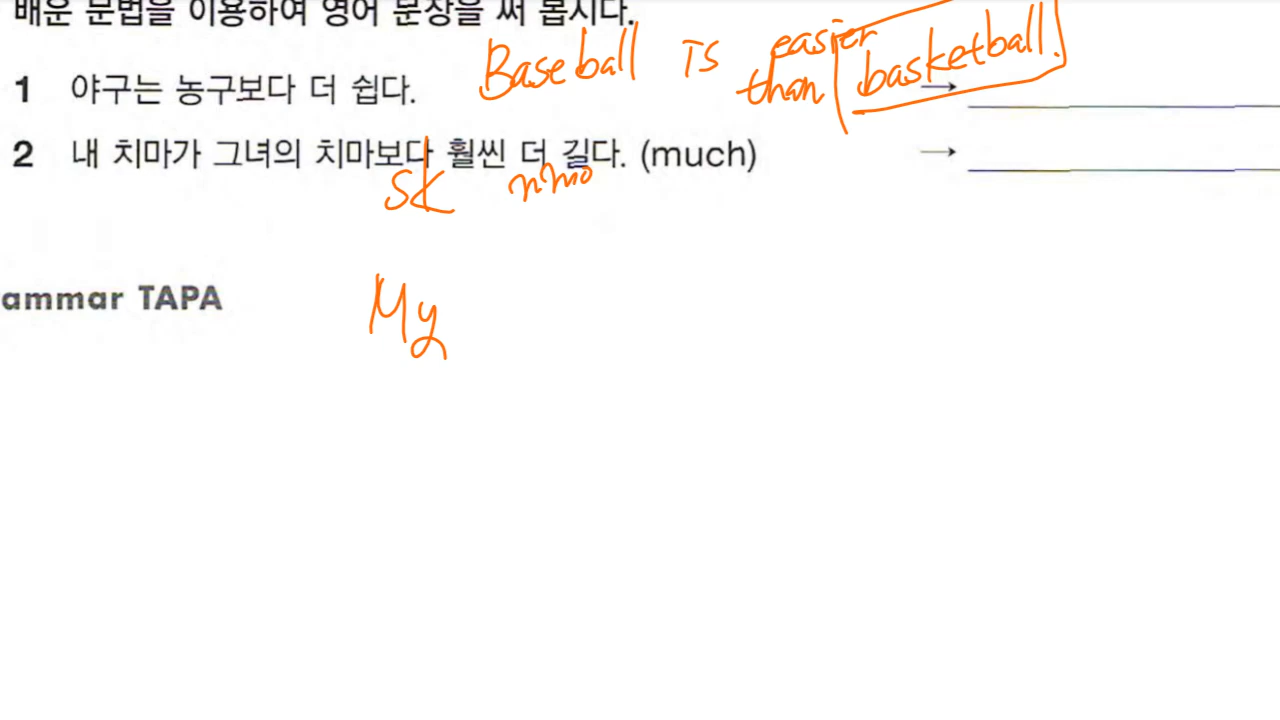 배운 문법을 이용하여 영어 문장을 써 봅시다.
Baseball is easier
than basketball.
1 야구는 농구보다 더 쉽다. →
2 내 치마가 그녀의 치마보다 훨씬 더 길다. (much) →
sk
ammar TAPA
My